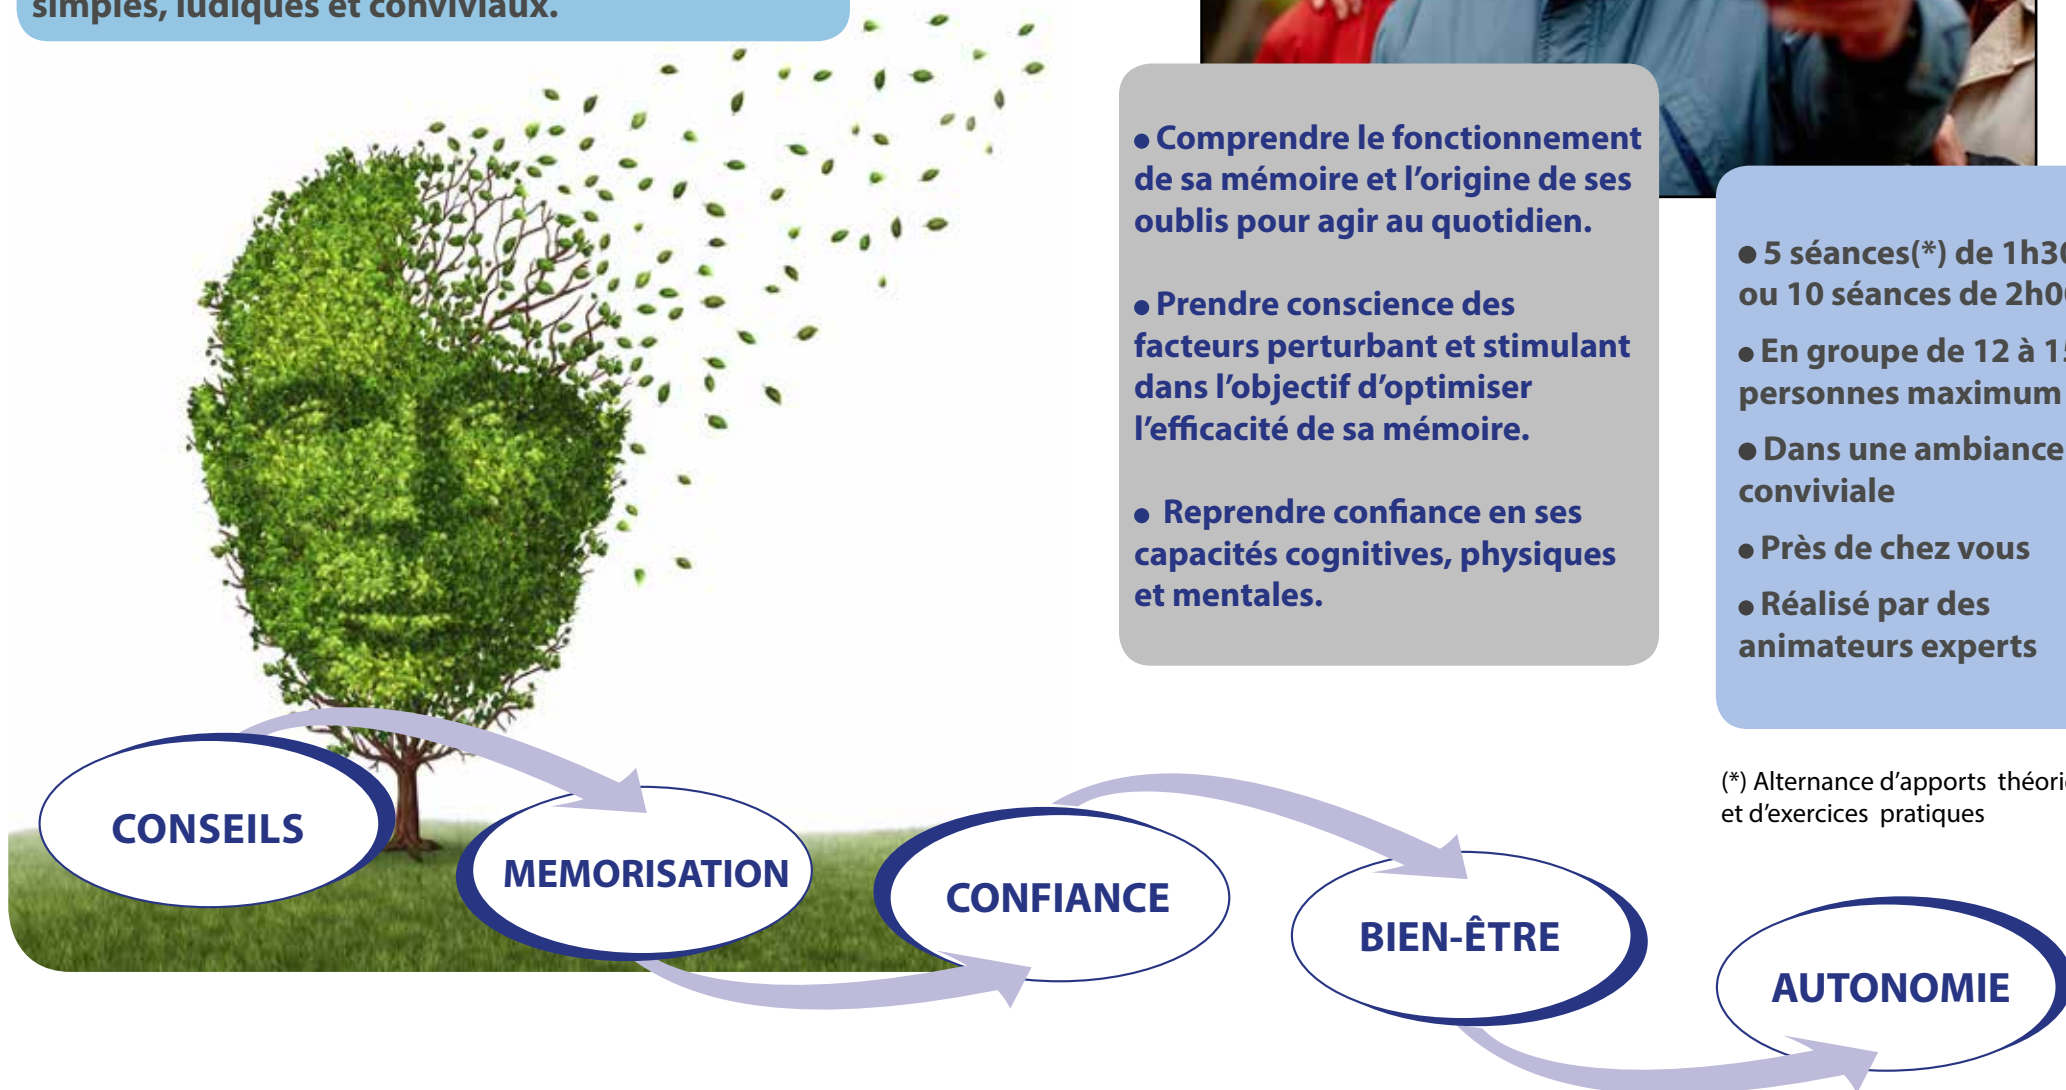 simples, ludiques et conviviaux.
● Comprendre le fonctionnement
de sa mémoire et l’origine de ses
oublis pour agir au quotidien.
● Prendre conscience des
facteurs perturbant et stimulant
dans l’objectif d’optimiser
l’efficacité de sa mémoire.
● Reprendre confiance en ses
capacités cognitives, physiques
et mentales.
● 5 séances(*) de 1h30
ou 10 séances de 2h00
● En groupe de 12 à 15
personnes maximum
● Dans une ambiance
conviviale
● Près de chez vous
● Réalisé par des
animateurs experts
(*) Alternance d’apports
et d’exercices pratiques
CONSEILS
MEMORISATION
CONFIANCE
BIEN-ÊTRE
AUTONOMIE